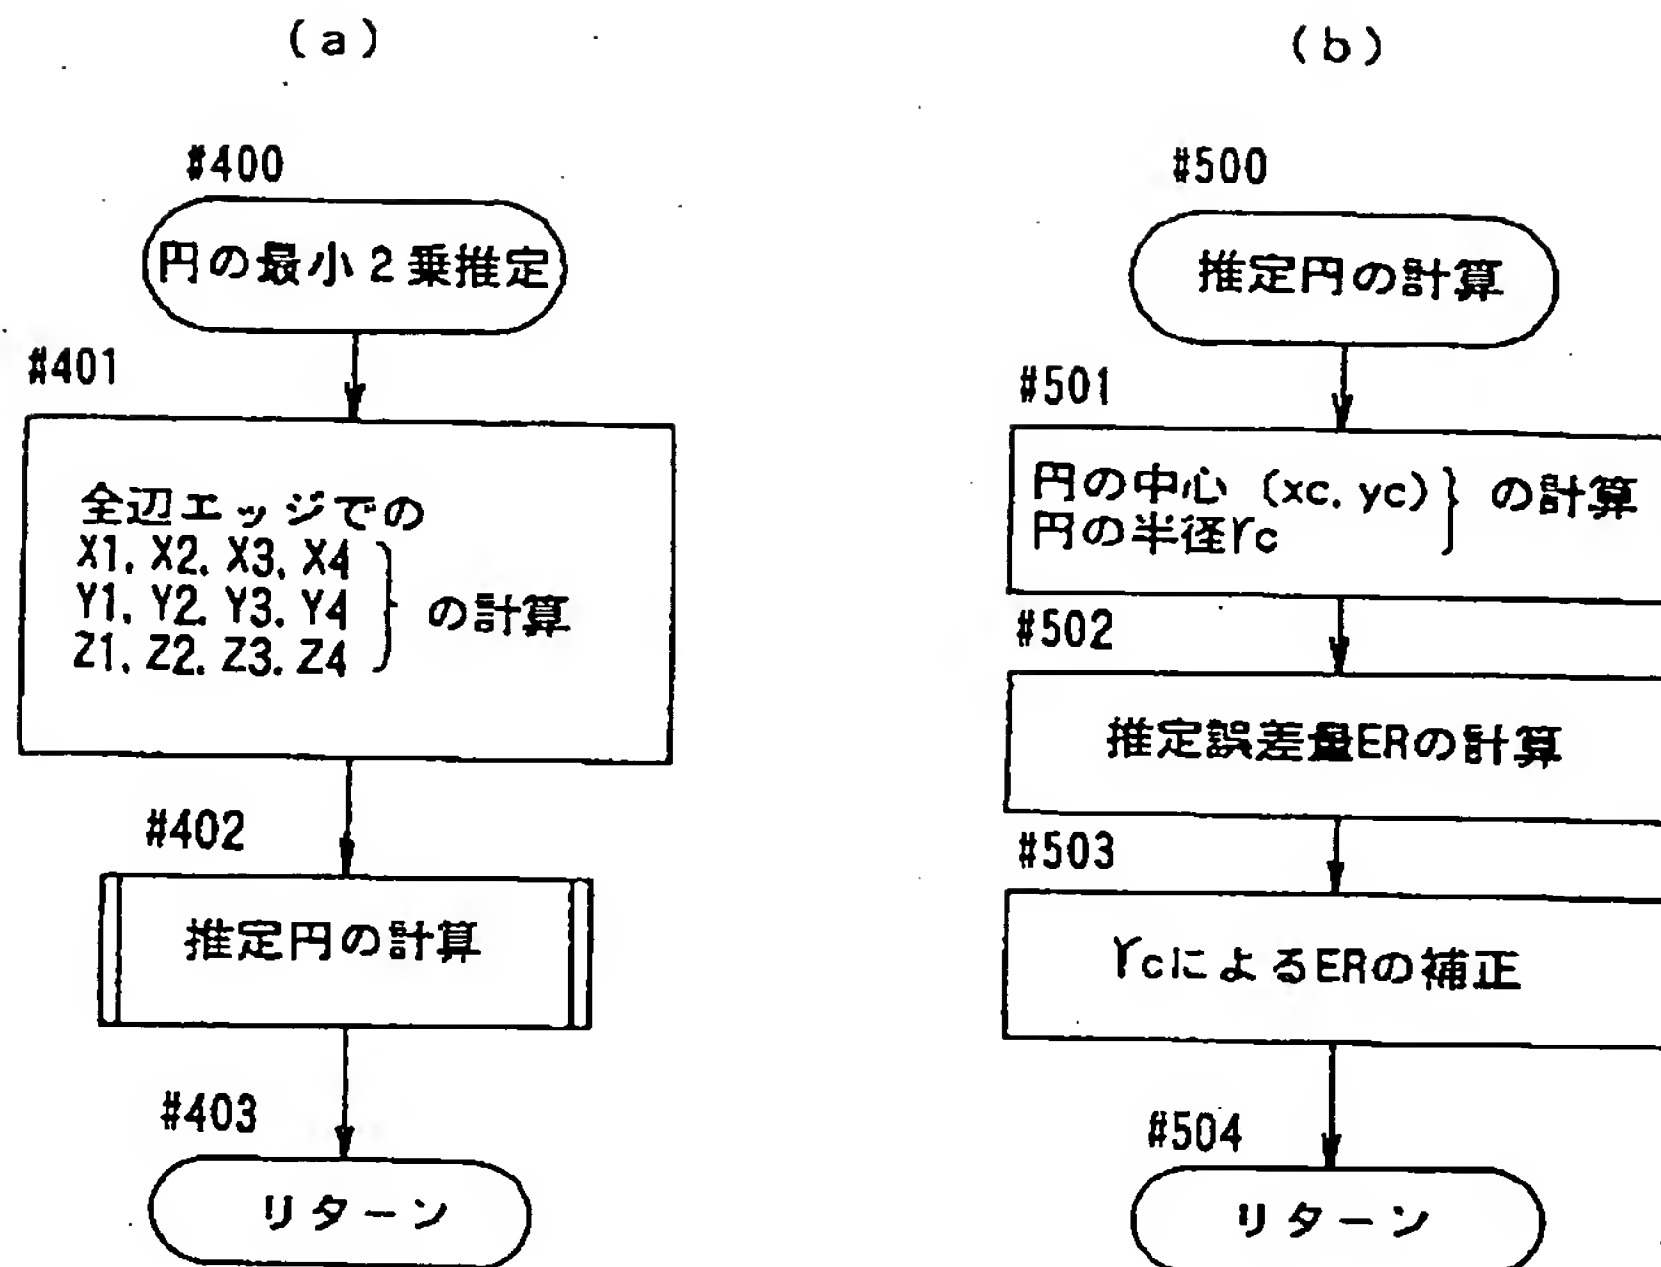 (a)
#400
円の最小2乗推定
#401
全辺エッジでの
X1, X2, X3, X4
Y1, Y2, Y3, Y4
Z1, Z2, Z3, Z4
の計算
#402
推定円の計算
#403
リターン
(b)
#500
推定円の計算
#501
円の中心 (xc, yc)
円の半径rc
の計算
#502
推定誤差量ERの計算
#503
rcによるERの補正
#504
リターン